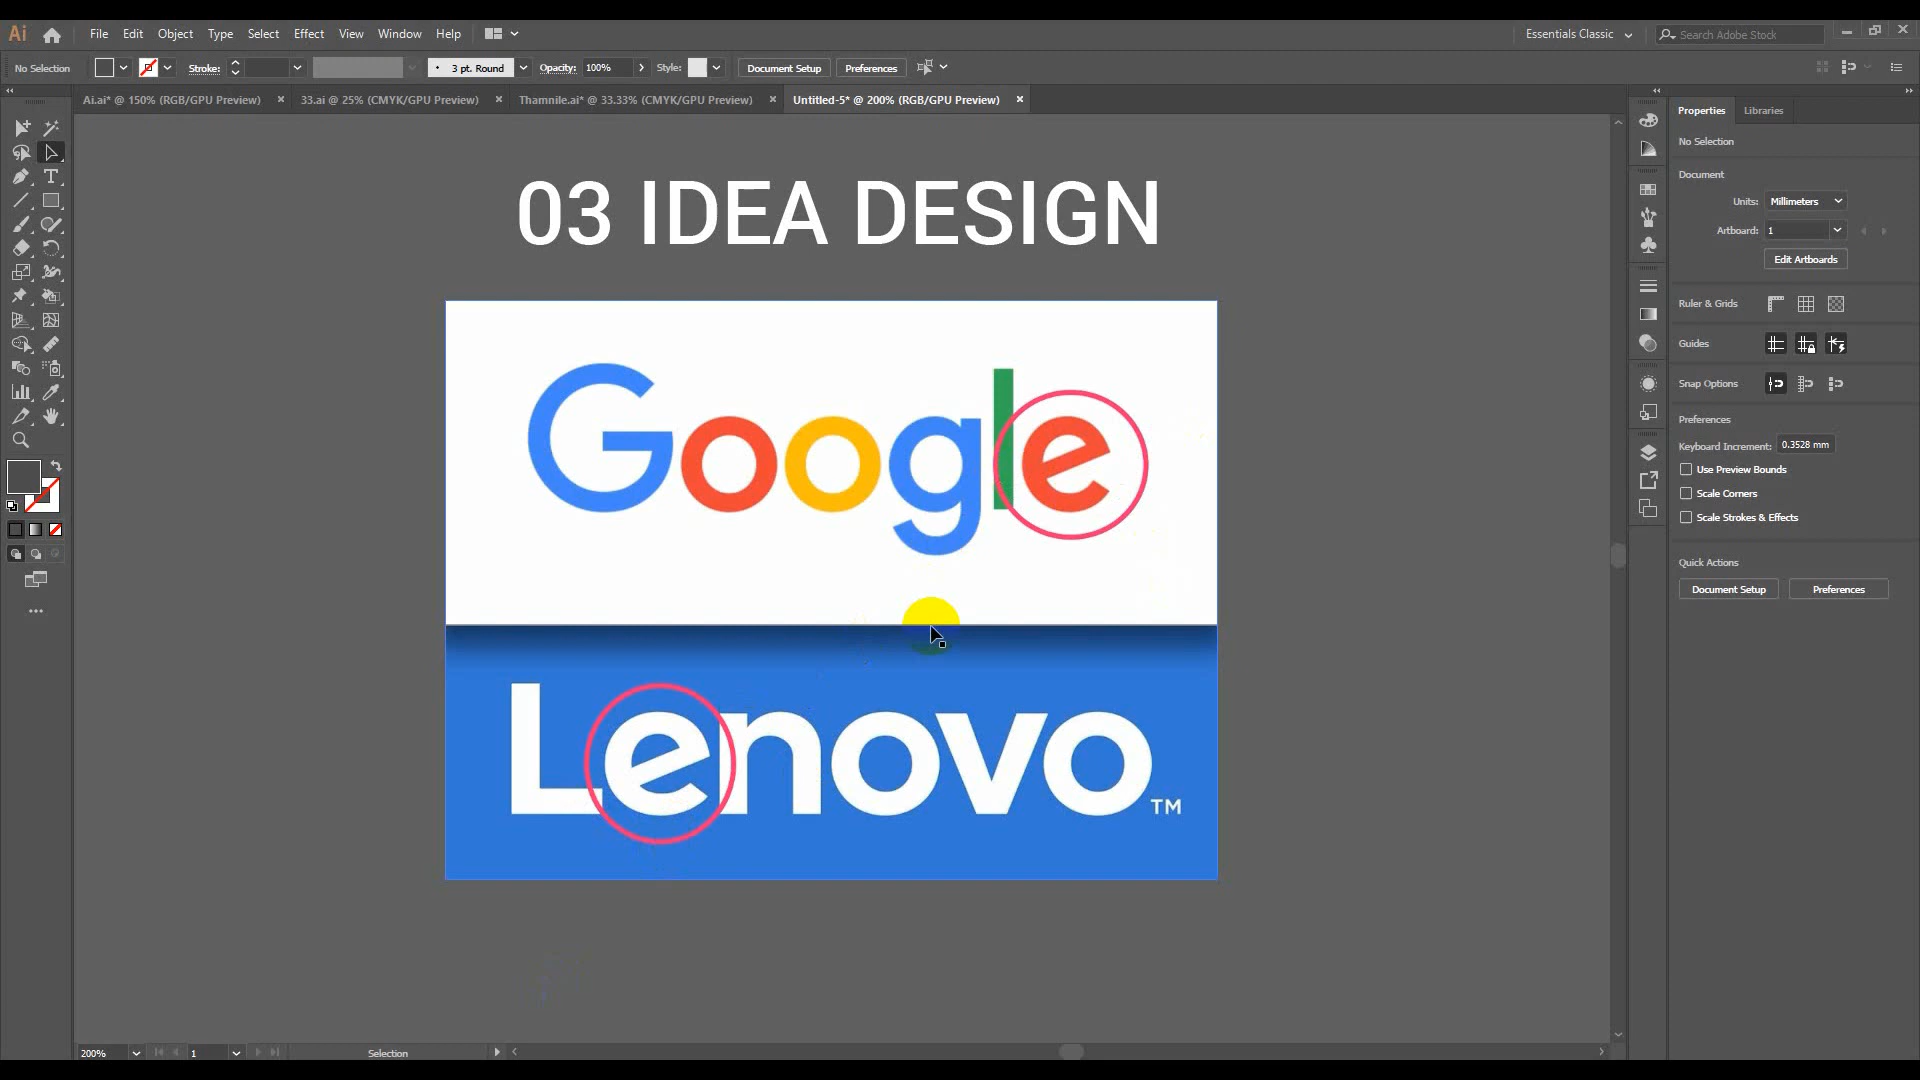 Ai File Edit Object Type Select Effect View Window Help Essentials Classic Search Adobe Stock
No Selection Stroke: 3 pt. Round Opacity: 100% Style: Document Setup Preferences
Ai.ai* @ 150% (RGB/GPU Preview) 33.ai @ 25% (CMYK/GPU Preview) Thamnile.ai* @ 33.33% (CMYK/GPU Preview) Untitled-5* @ 200% (RGB/GPU Preview)
Properties Libraries
No Selection
Document
Units: Millimeters
Artboard: 1
Edit Artboards
Ruler & Grids
Guides
Snap Options
Preferences
Keyboard Increment: 0.3528 mm
Use Preview Bounds
Scale Corners
Scale Strokes & Effects
Quick Actions
Document Setup Preferences
03 IDEA DESIGN
Google
Lenovo TM
200% 1 Selection